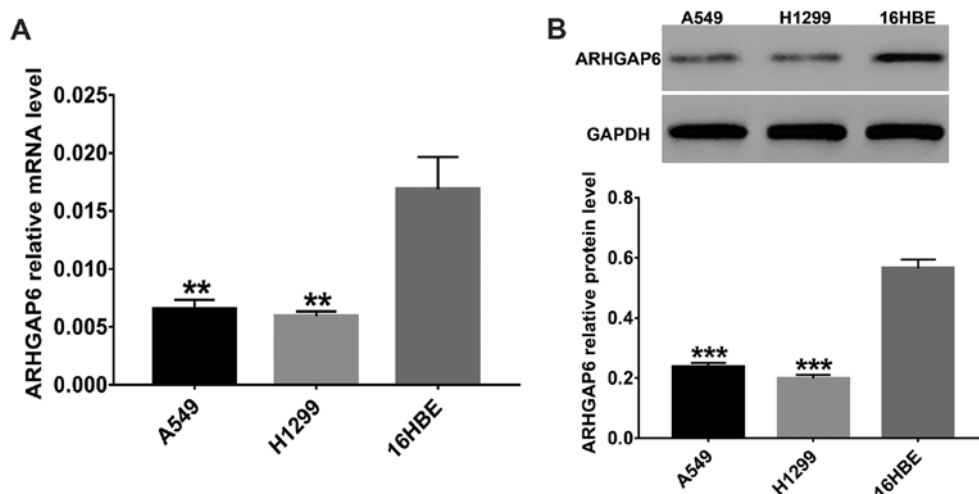 A
ARHGAP6 relative mRNA level
0.025
0.020
0.015
0.010
0.005
0.000
**
**
A549
H1299
16HBE
B
A549 H1299 16HBE
ARHGAP6
GAPDH
ARHGAP6 relative protein level
0.8
0.6
0.4
0.2
0.0
***
***
A549
H1299
16HBE